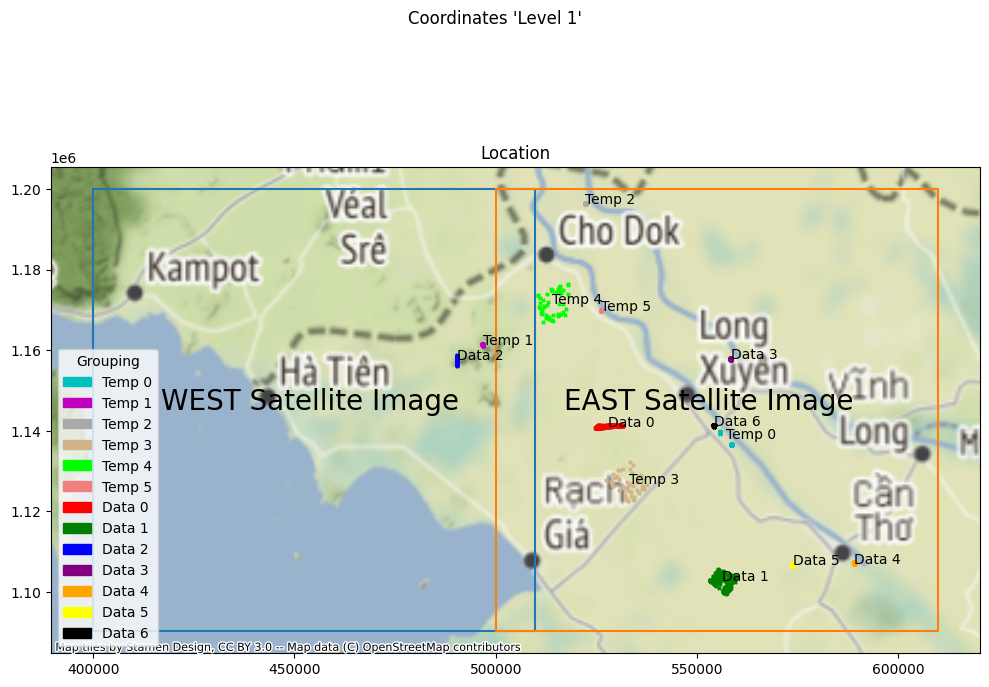 Coordinates 'Level 1'
Location
1e6
1.20
1.18
1.16
1.14
1.12
1.10
400000
450000
500000
550000
600000
Véal
Srê
Kampot
Hà Tiên
Cho Dok
Long
Xuyên
Vĩnh
Long
Rạch
Giá
Cần
Thơ
M
WEST Satellite Image
EAST Satellite Image
Temp 2
Temp 4
Temp 5
Temp 1
Data 2
Data 3
Data 0
Data 6
Temp 0
Temp 3
Data 5
Data 4
Data 1
Grouping
Temp 0
Temp 1
Temp 2
Temp 3
Temp 4
Temp 5
Data 0
Data 1
Data 2
Data 3
Data 4
Data 5
Data 6
Map tiles by Stamen Design, CC BY 3.0 -- Map data (C) OpenStreetMap contributors